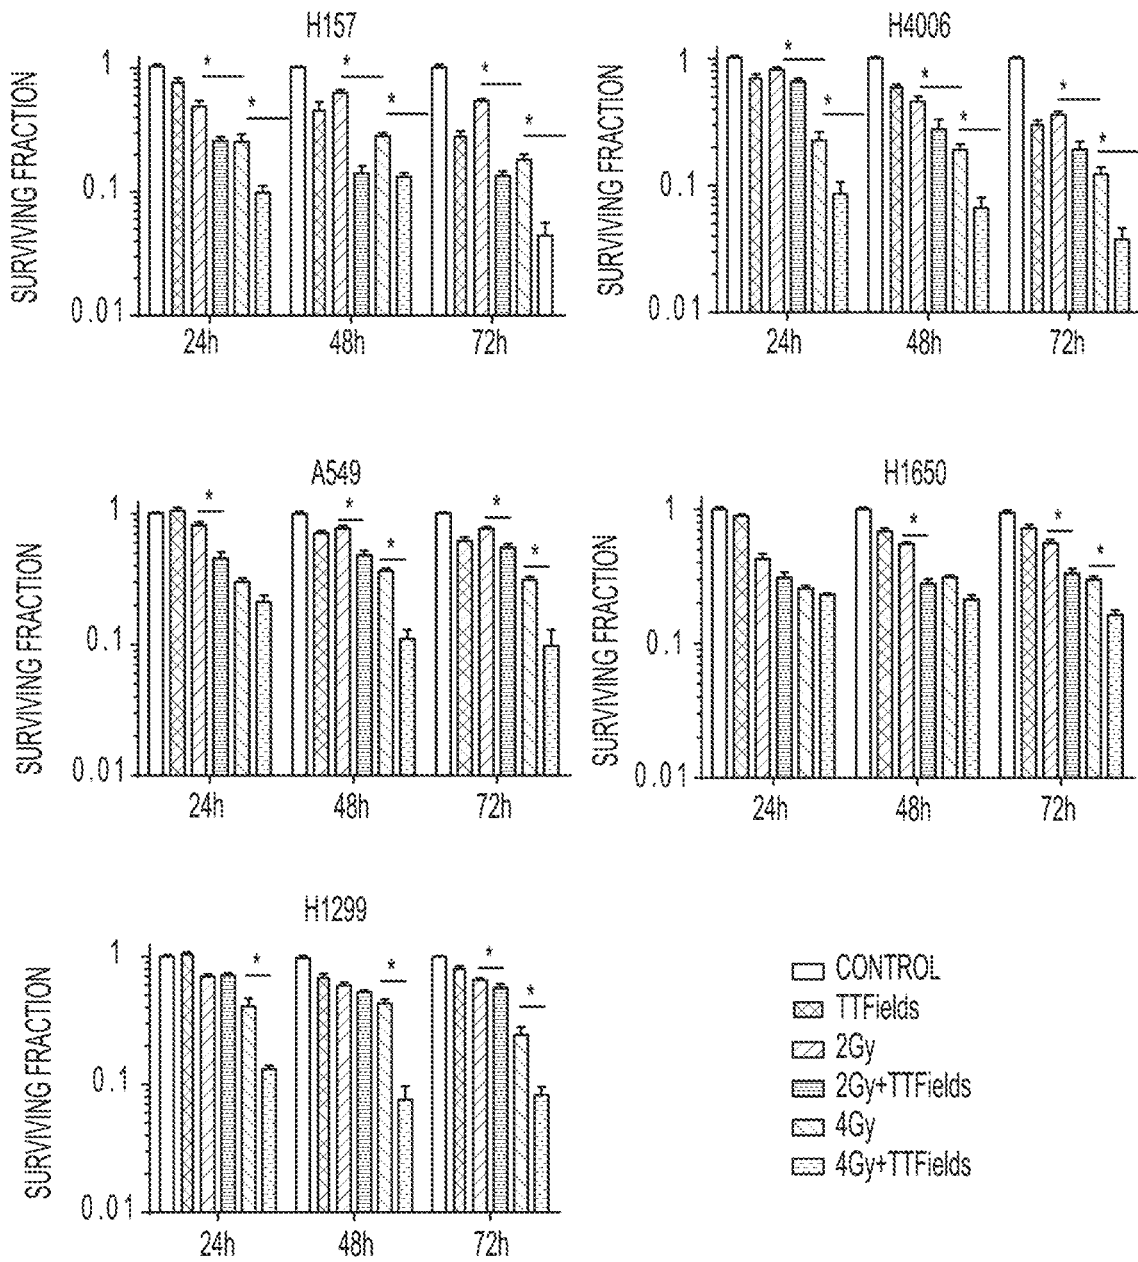 H157
SURVIVING FRACTION
1
*
*
*
*
*
*
0.1
0.01
24h
48h
72h
H4006
SURVIVING FRACTION
1
*
*
*
*
*
*
0.1
0.01
24h
48h
72h
A549
SURVIVING FRACTION
1
*
*
*
*
*
0.1
0.01
24h
48h
72h
H1650
SURVIVING FRACTION
1
*
*
*
0.1
0.01
24h
48h
72h
H1299
SURVIVING FRACTION
1
*
*
*
*
0.1
0.01
24h
48h
72h
CONTROL
TTFields
2Gy
2Gy+TTFields
4Gy
4Gy+TTFields